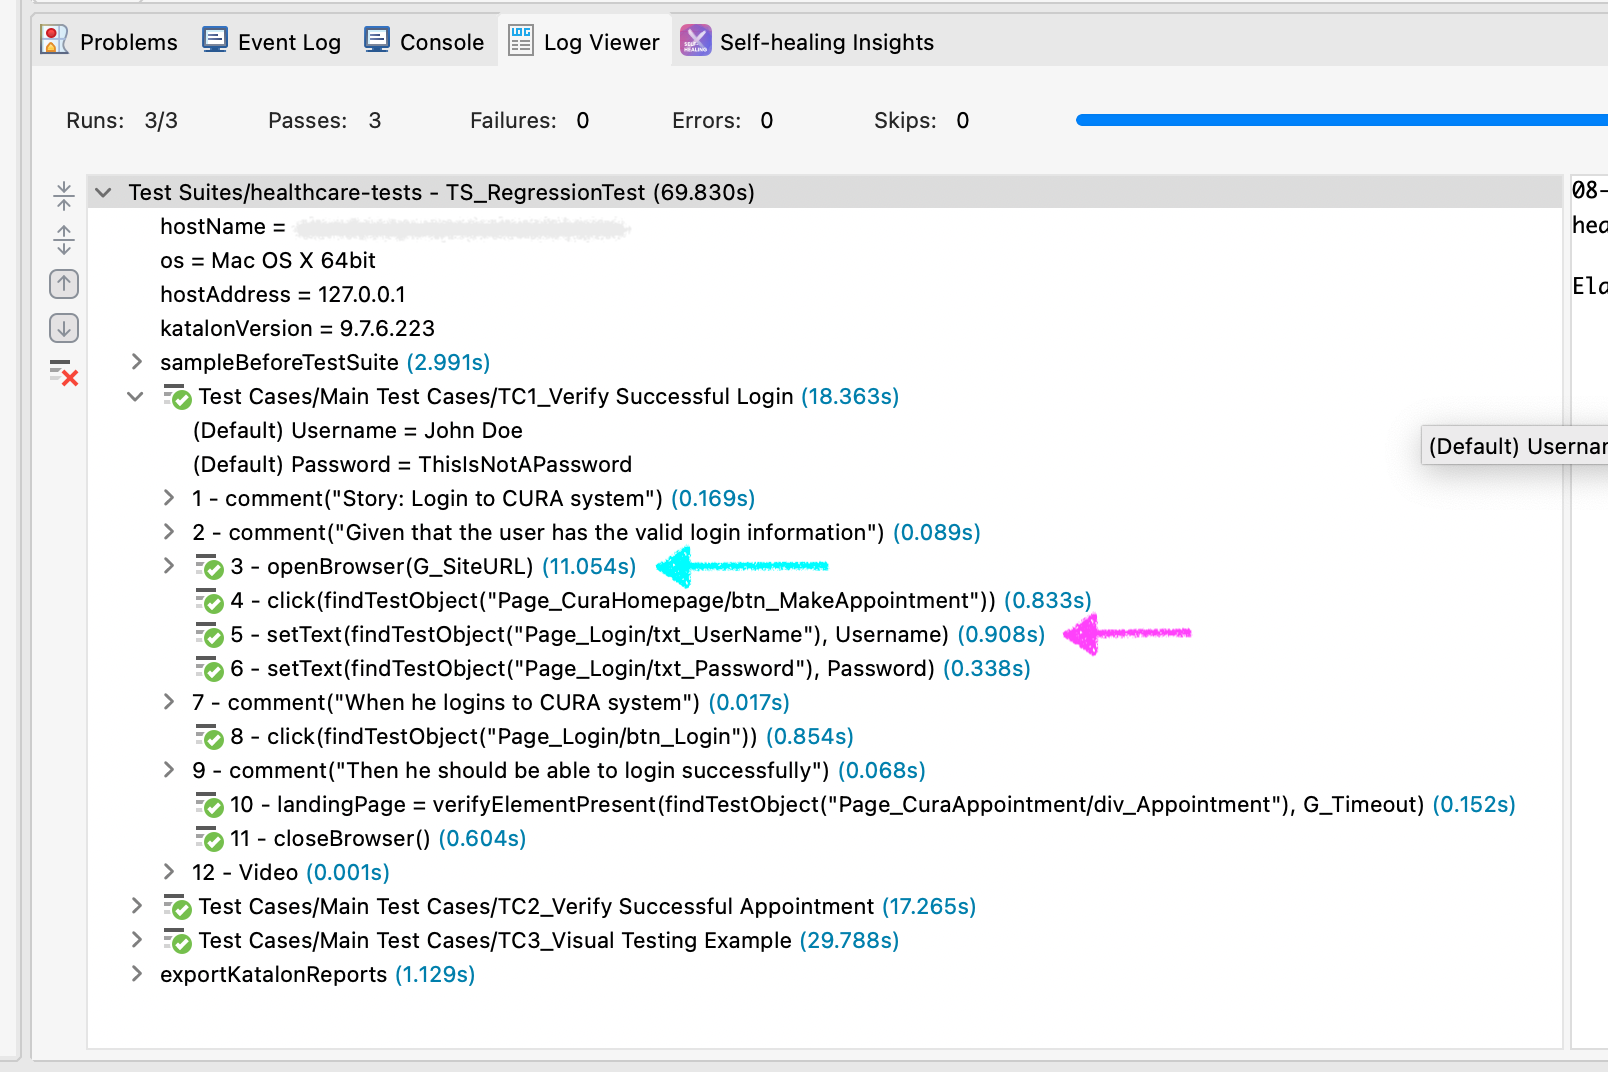 Problems Event Log Console Log Viewer Self-healing Insights
Runs: 3/3 Passes: 3 Failures: 0 Errors: 0 Skips: 0
Test Suites/healthcare-tests - TS_RegressionTest (69.830s)
08-
hostName =
hea
os = Mac OS X 64bit
hostAddress = 127.0.0.1
Ela
katalonVersion = 9.7.6.223
sampleBeforeTestSuite (2.991s)
Test Cases/Main Test Cases/TC1_Verify Successful Login (18.363s)
(Default) Username = John Doe
(Default) Usernam
(Default) Password = ThisIsNotAPassword
1 - comment("Story: Login to CURA system") (0.169s)
2 - comment("Given that the user has the valid login information") (0.089s)
3 - openBrowser(G_SiteURL) (11.054s)
4 - click(findTestObject("Page_CuraHomepage/btn_MakeAppointment")) (0.833s)
5 - setText(findTestObject("Page_Login/txt_UserName"), Username) (0.908s)
6 - setText(findTestObject("Page_Login/txt_Password"), Password) (0.338s)
7 - comment("When he logins to CURA system") (0.017s)
8 - click(findTestObject("Page_Login/btn_Login")) (0.854s)
9 - comment("Then he should be able to login successfully") (0.068s)
10 - landingPage = verifyElementPresent(findTestObject("Page_CuraAppointment/div_Appointment"), G_Timeout) (0.152s)
11 - closeBrowser() (0.604s)
12 - Video (0.001s)
Test Cases/Main Test Cases/TC2_Verify Successful Appointment (17.265s)
Test Cases/Main Test Cases/TC3_Visual Testing Example (29.788s)
exportKatalonReports (1.129s)